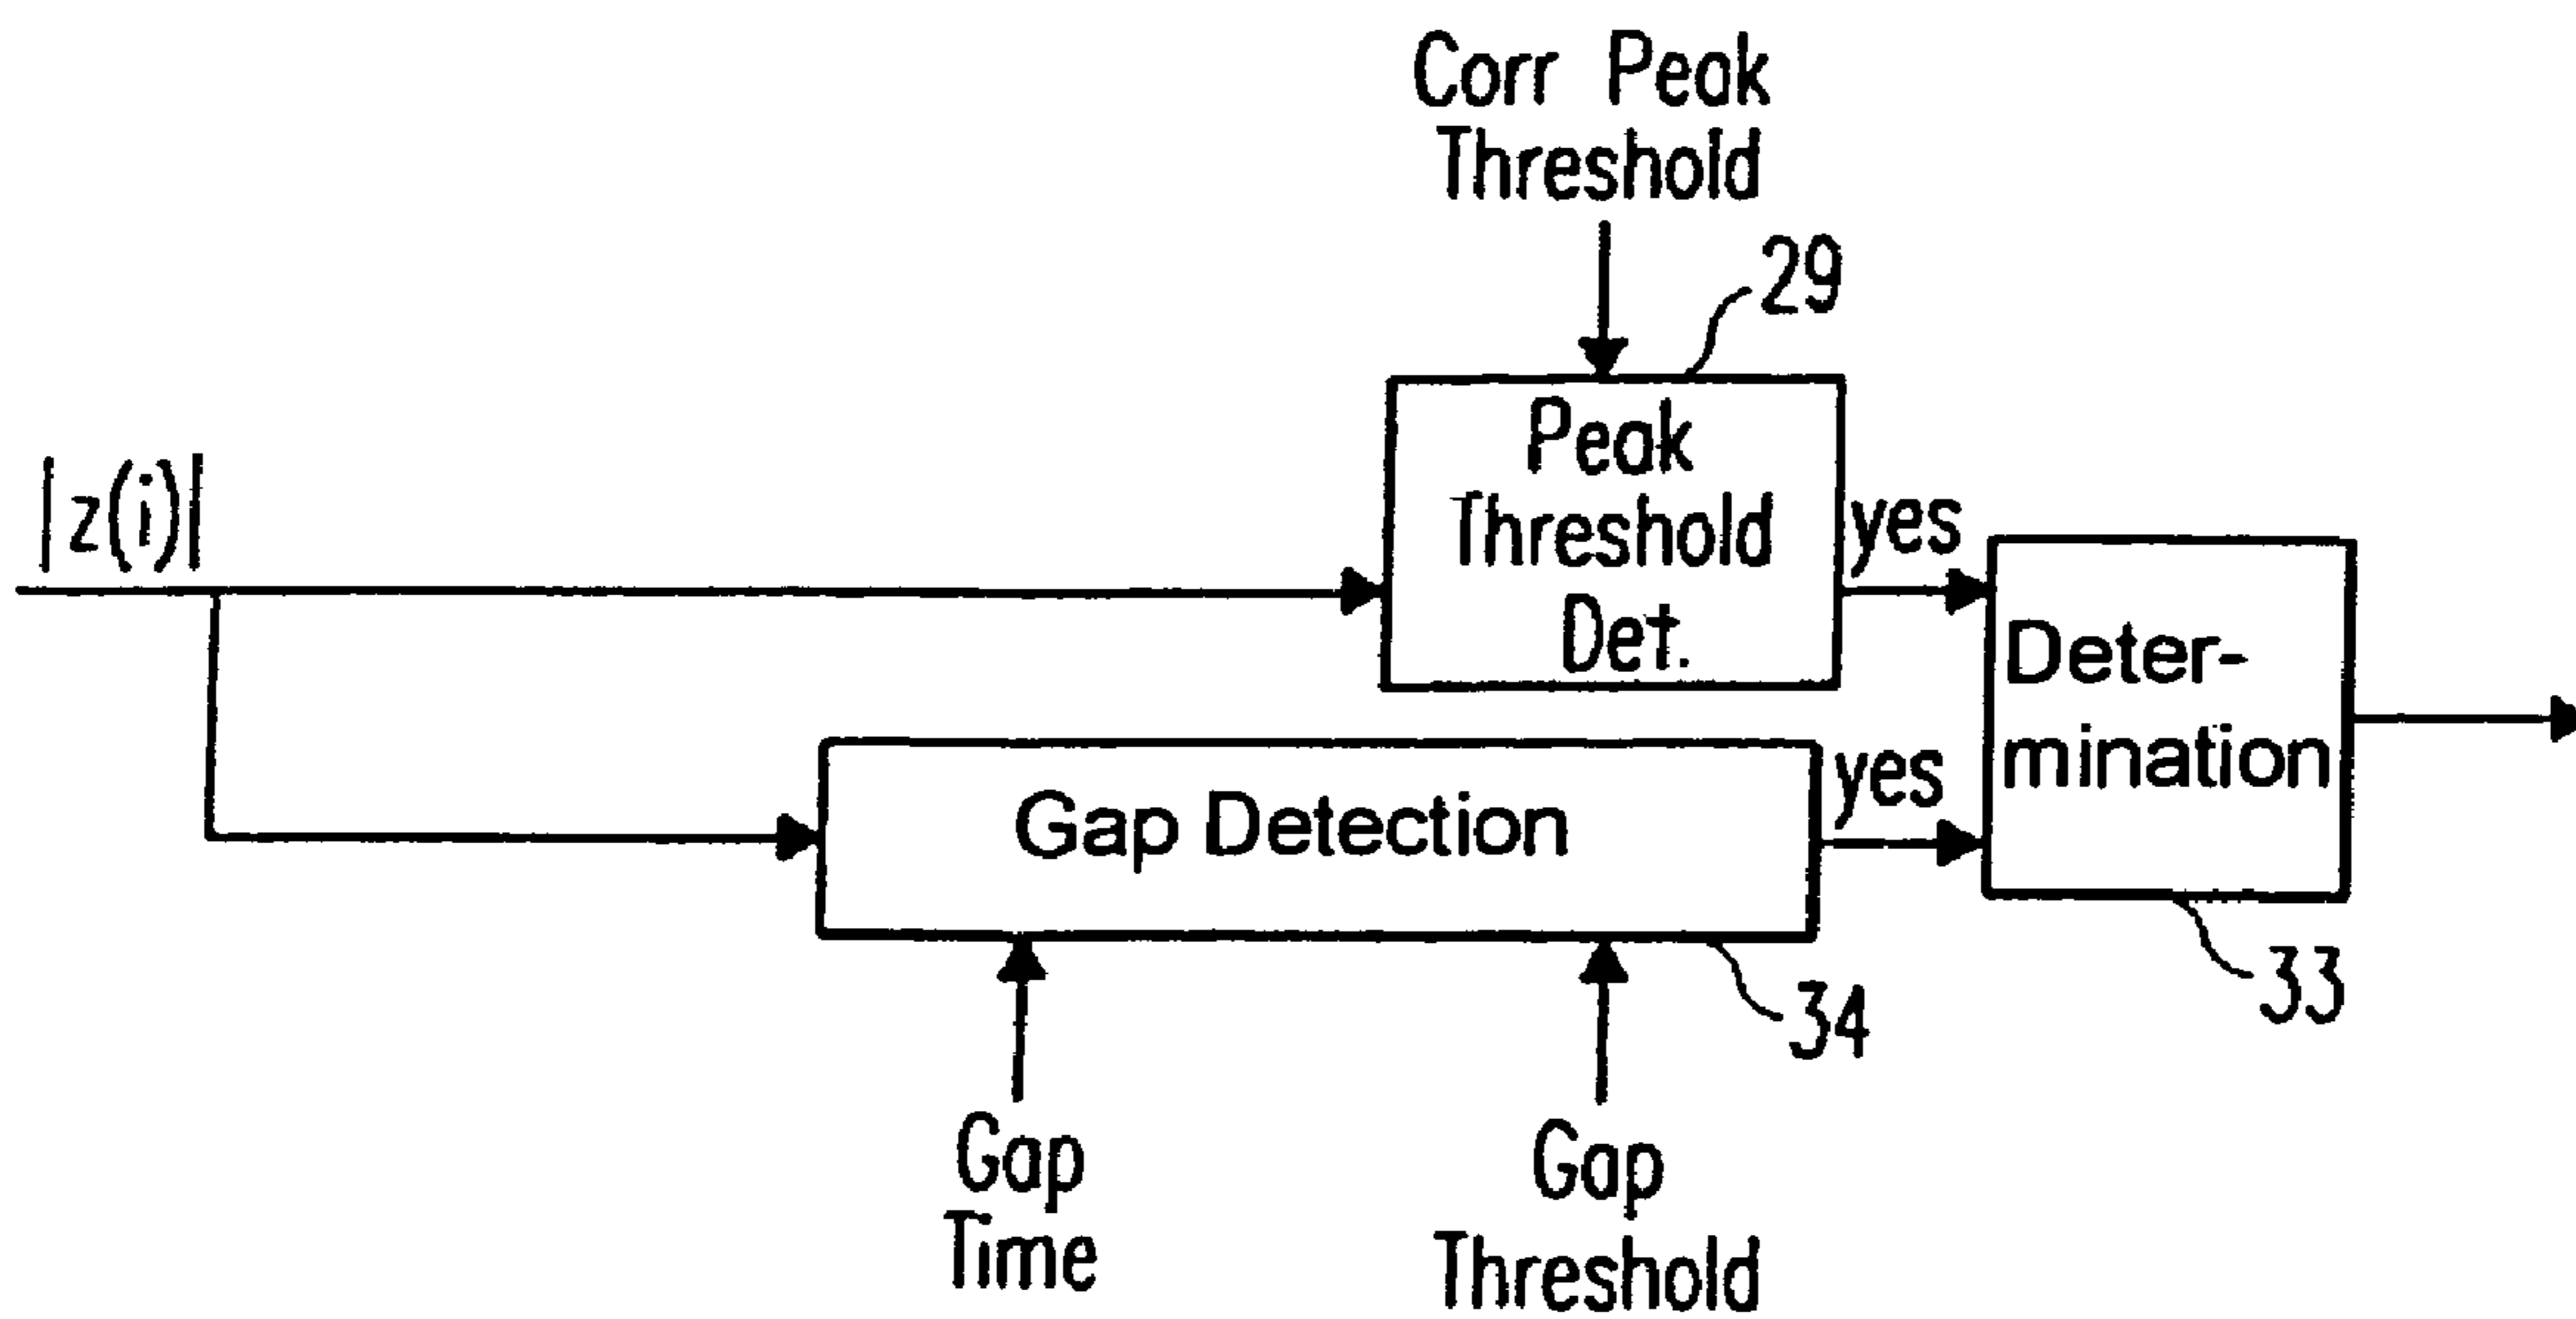 Corr Peak
Threshold
29
|z(i)|
Peak
Threshold
Det.
yes
Deter-
mination
Gap Detection
yes
33
34
Gap
Time
Gap
Threshold